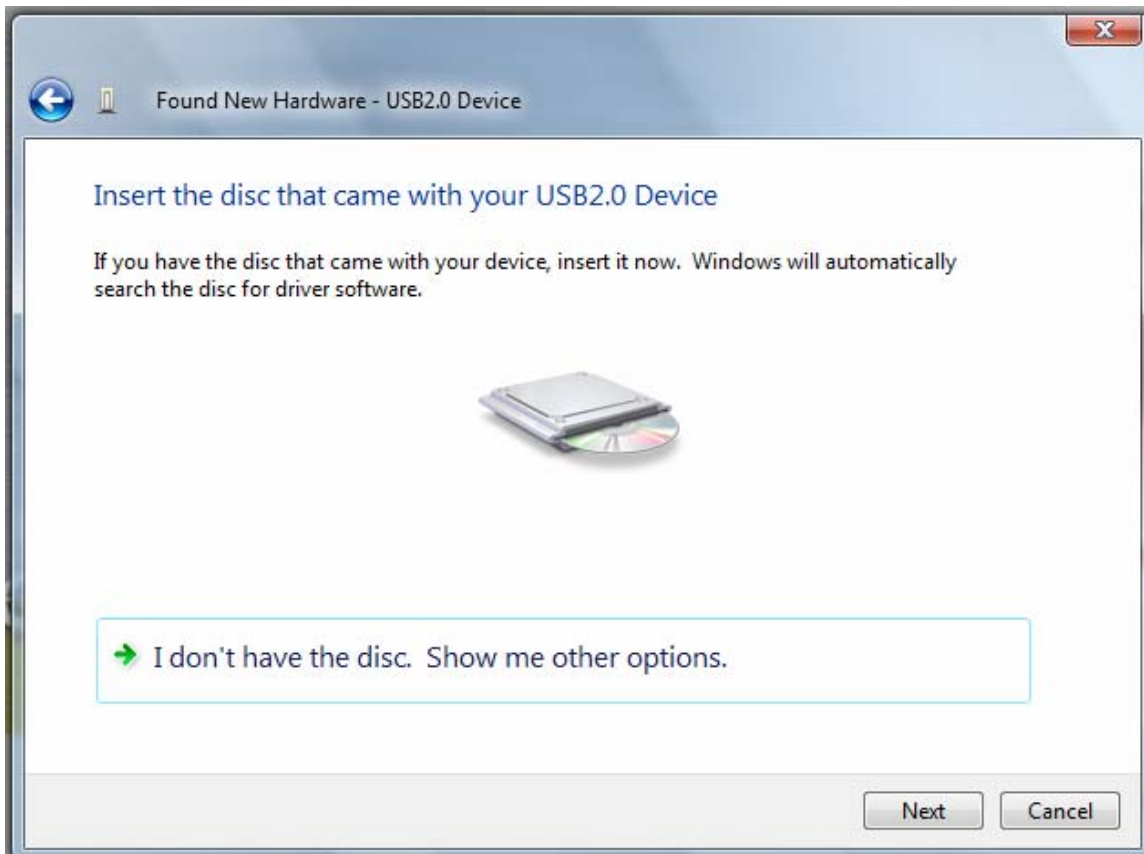 Found New Hardware - USB2.0 Device
Insert the disc that came with your USB2.0 Device
If you have the disc that came with your device, insert it now.  Windows will automatically
search the disc for driver software.
I don't have the disc.  Show me other options.
Next Cancel